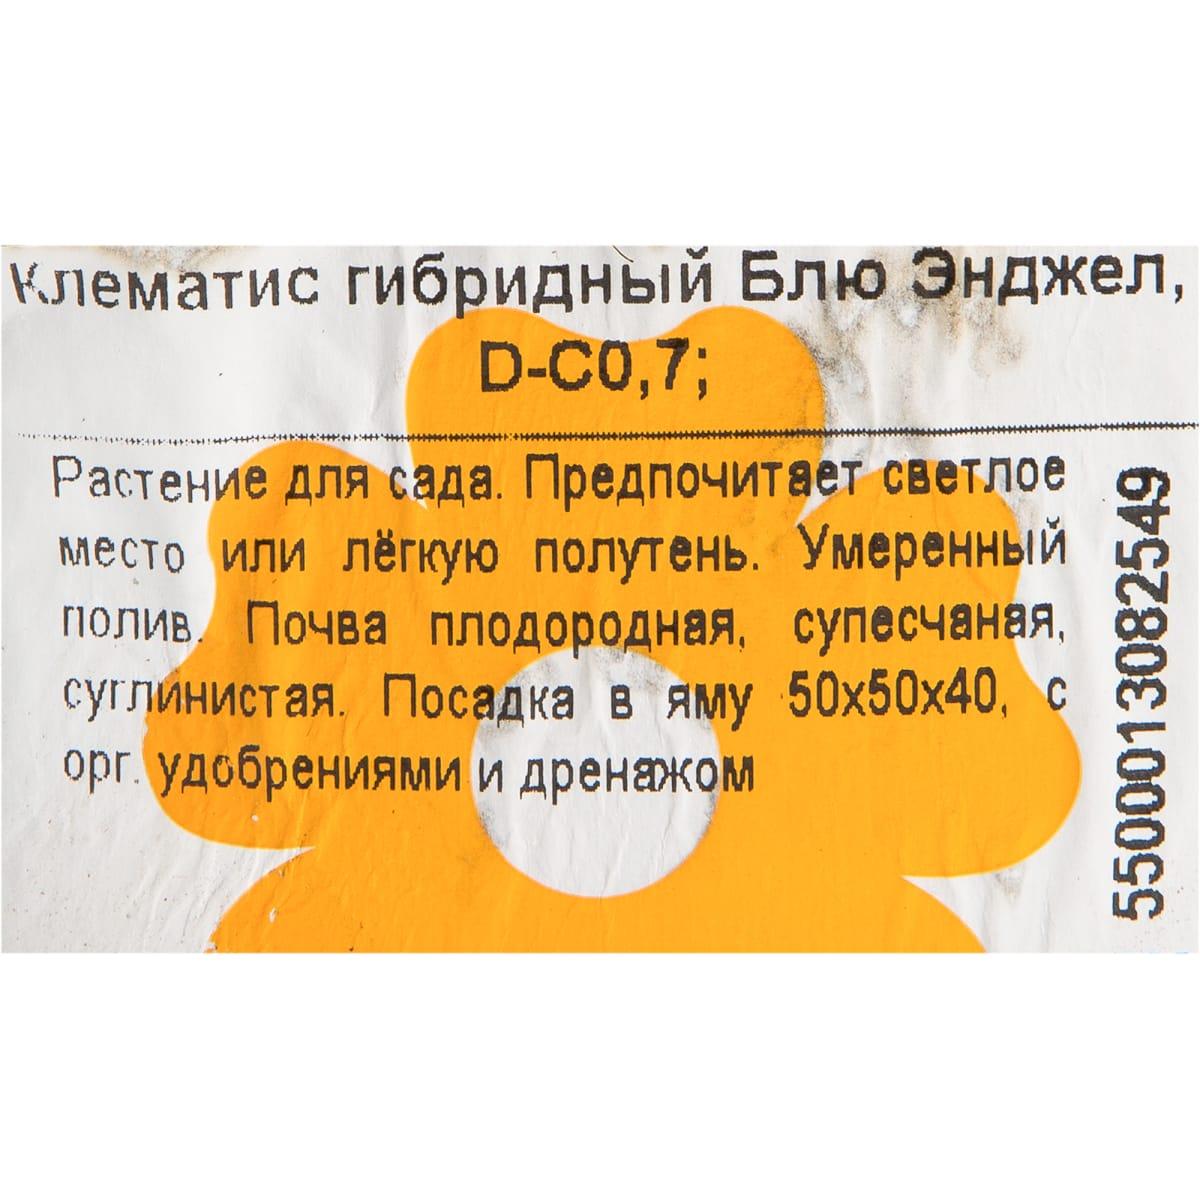 Клематис гибридный Блю Энджел,
D-C0,7;
Растение для сада. Предпочитает светлое
место или лёгкую полутень. Умеренный
полив. Почва плодородная, супесчаная,
суглинистая. Посадка в яму 50х50х40, с
орг. удобрениями и дренажом
5500013082549